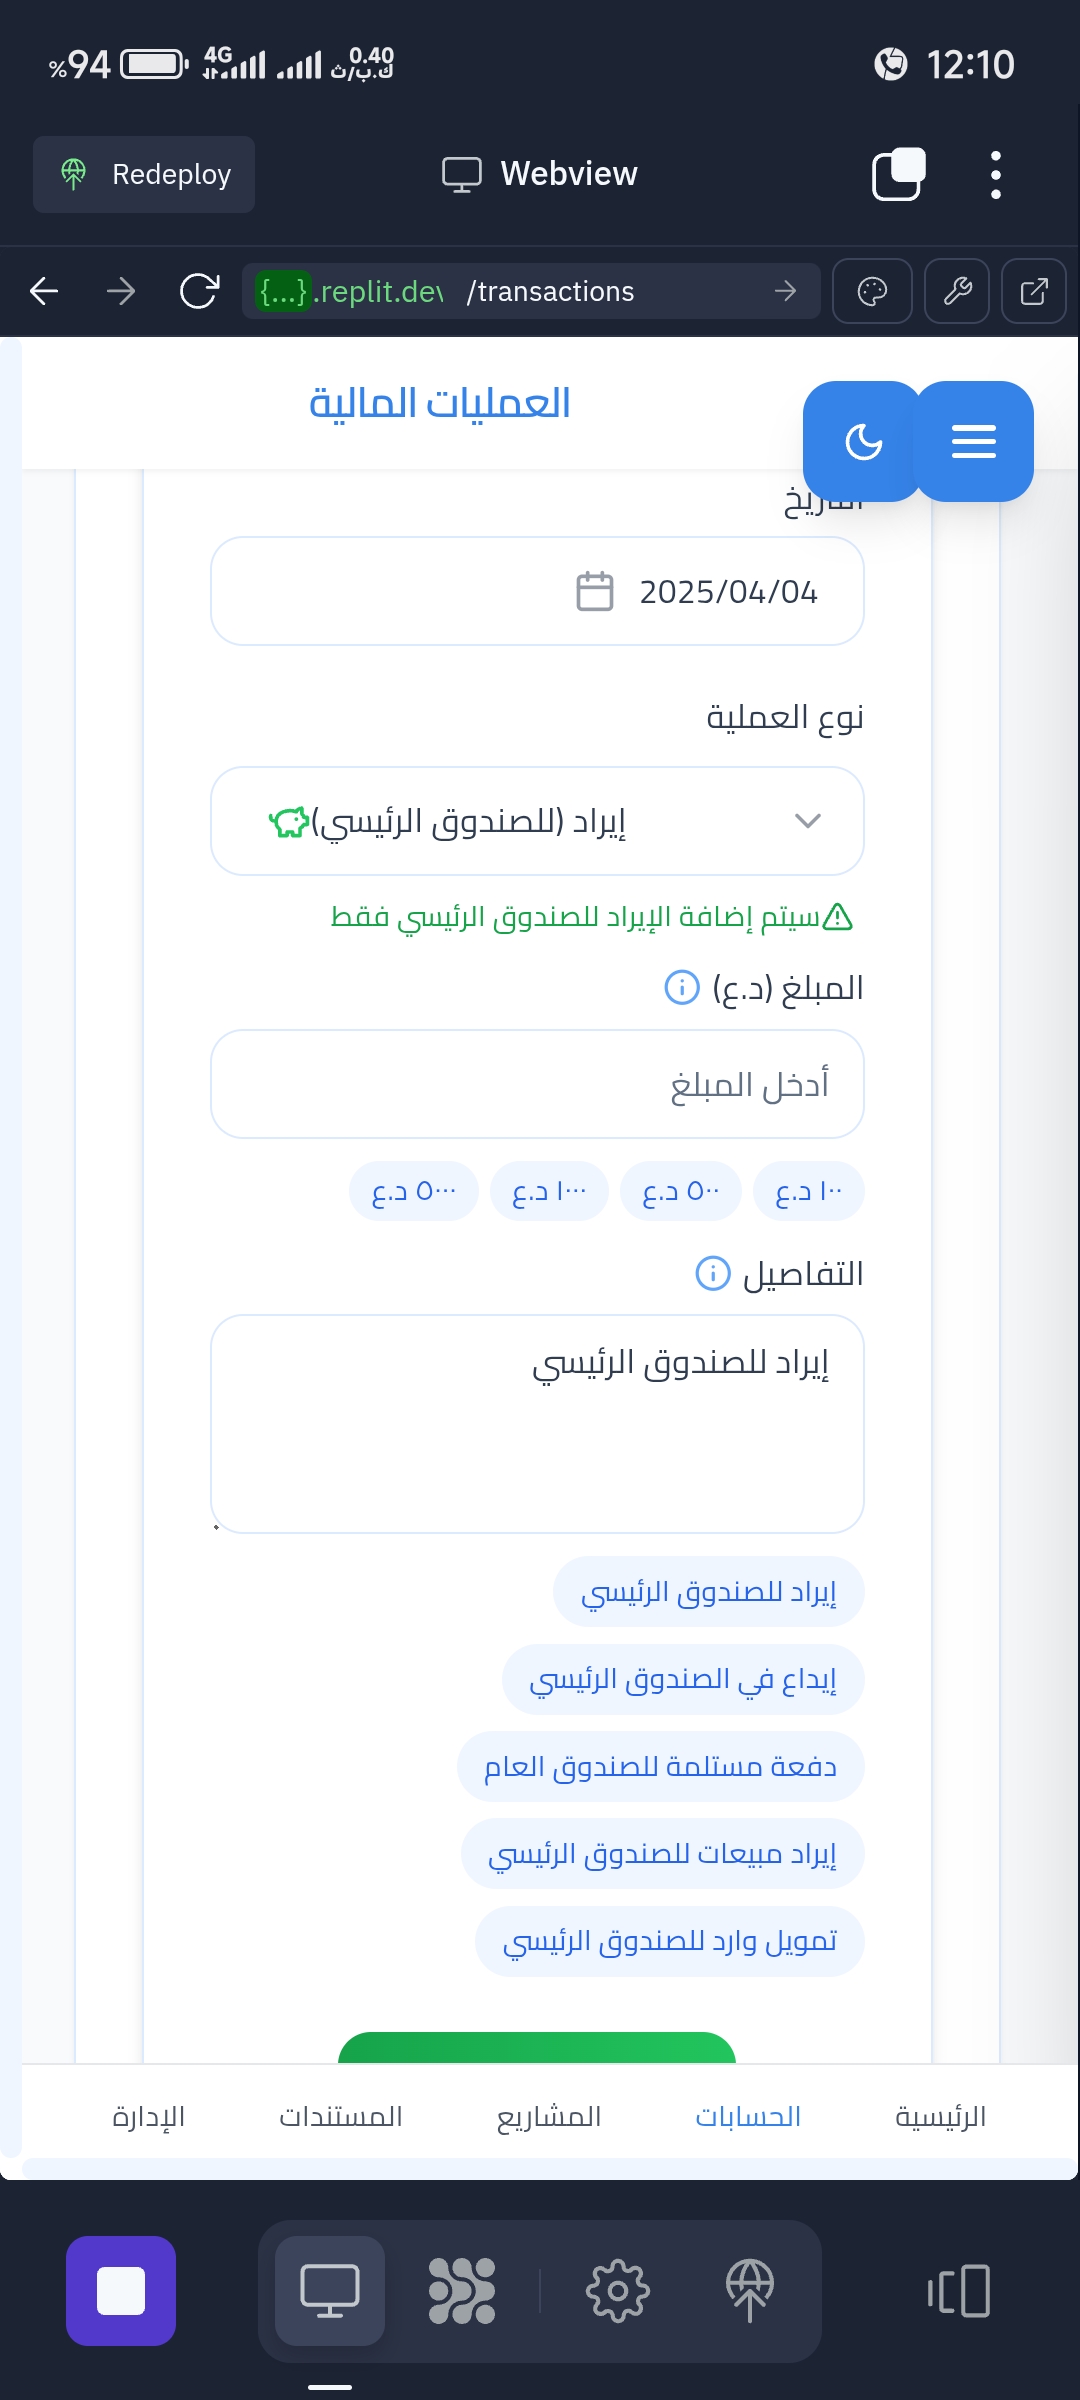 %94 4G 0.40 ك.ب/ث 12:10
Redeploy Webview
{...}.replit.dev /transactions
العمليات المالية
التاريخ
2025/04/04
نوع العملية
إيراد (للصندوق الرئيسي)
سيتم إضافة الإيراد للصندوق الرئيسي فقط
المبلغ (د.ع)
أدخل المبلغ
١٠٠ د.ع ٥٠٠ د.ع ١٠٠٠ د.ع ٥٠٠٠ د.ع
التفاصيل
إيراد للصندوق الرئيسي
إيراد للصندوق الرئيسي
إيداع في الصندوق الرئيسي
دفعة مستلمة للصندوق العام
إيراد مبيعات للصندوق الرئيسي
تمويل وارد للصندوق الرئيسي
الرئيسية الحسابات المشاريع المستندات الإدارة